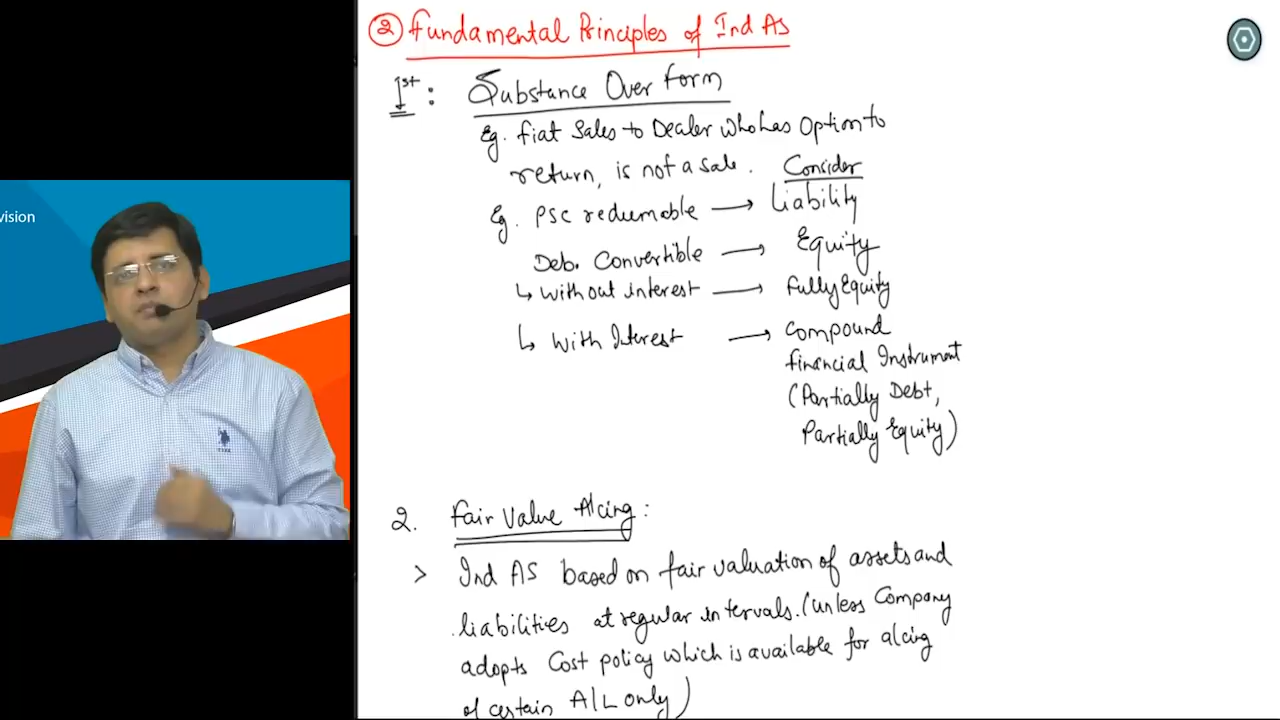 ② Fundamental Principles of Ind AS
1st : Substance Over Form
Eg. Fiat Sales to Dealer who has Option to
return, is not a sale. Consider
Eg. PSC redeemable → Liability
Deb. Convertible → Equity
↳ Without interest → Fully Equity
↳ With Interest → Compound
Financial Instrument
(Partially Debt,
Partially Equity)
vision
2. Fair Value A/cing :
> Ind AS based on fair valuation of assets and
liabilities at regular intervals. (unless Company
adopts Cost policy which is available for a/cing
of certain A/L only)